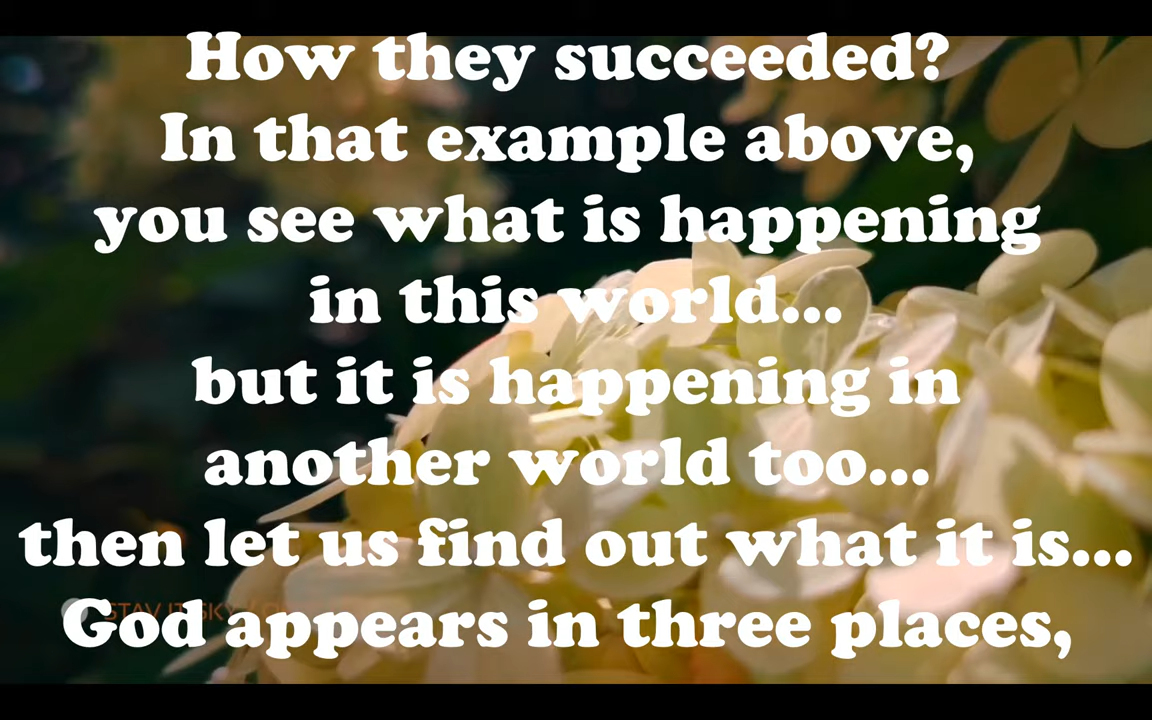 How they succeeded?
In that example above,
you see what is happening
in this world...
but it is happening in
another world too...
then let us find out what it is...
God appears in three places,